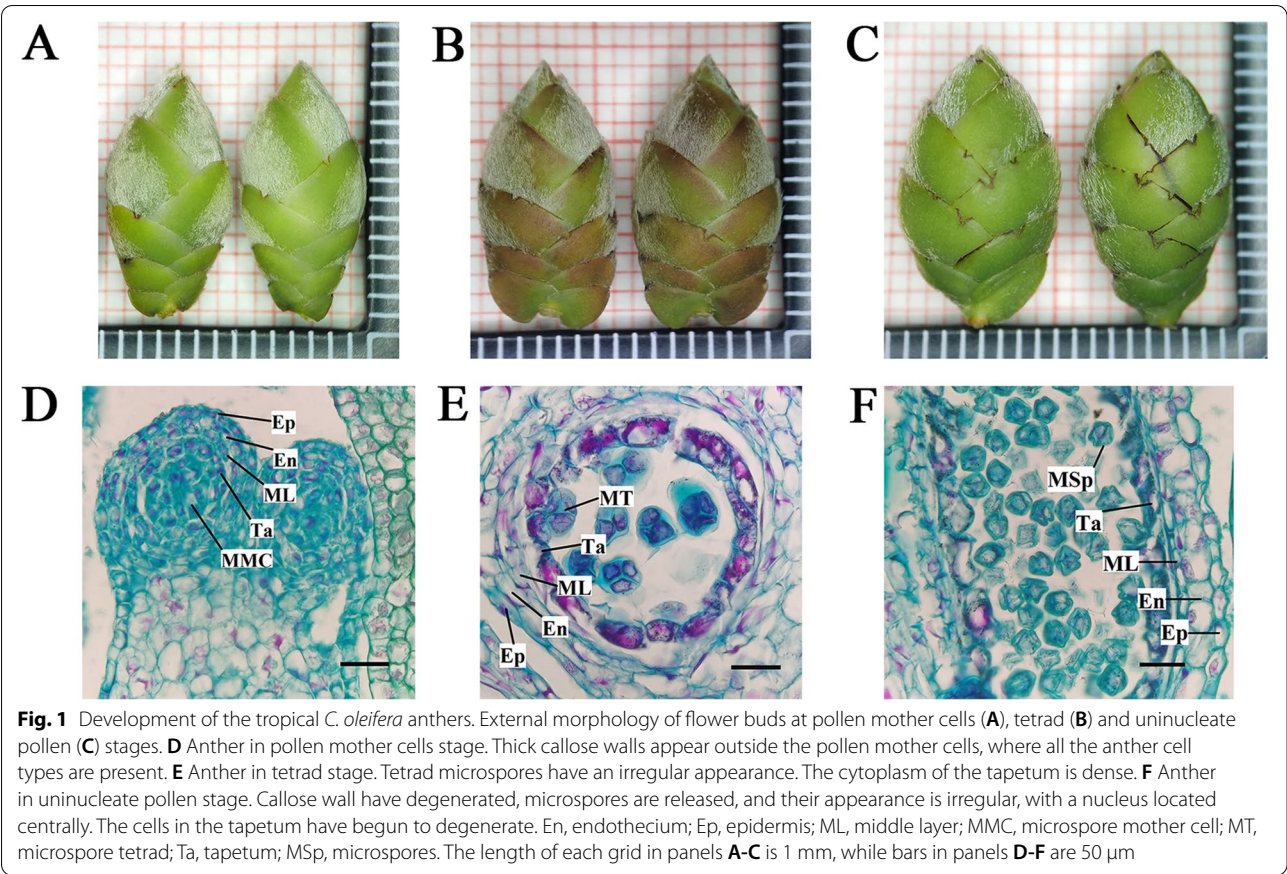 A
B
C
D
Ep
En
ML
Ta
MMC
E
MT
Ta
ML
En
Ep
F
MSp
Ta
ML
En
Ep
Fig. 1 Development of the tropical C. oleifera anthers. External morphology of flower buds at pollen mother cells (A), tetrad (B) and uninucleate
pollen (C) stages. D Anther in pollen mother cells stage. Thick callose walls appear outside the pollen mother cells, where all the anther cell
types are present. E Anther in tetrad stage. Tetrad microspores have an irregular appearance. The cytoplasm of the tapetum is dense. F Anther
in uninucleate pollen stage. Callose wall have degenerated, microspores are released, and their appearance is irregular, with a nucleus located
centrally. The cells in the tapetum have begun to degenerate. En, endothecium; Ep, epidermis; ML, middle layer; MMC, microspore mother cell; MT,
microspore tetrad; Ta, tapetum; MSp, microspores. The length of each grid in panels A-C is 1 mm, while bars in panels D-F are 50 μm